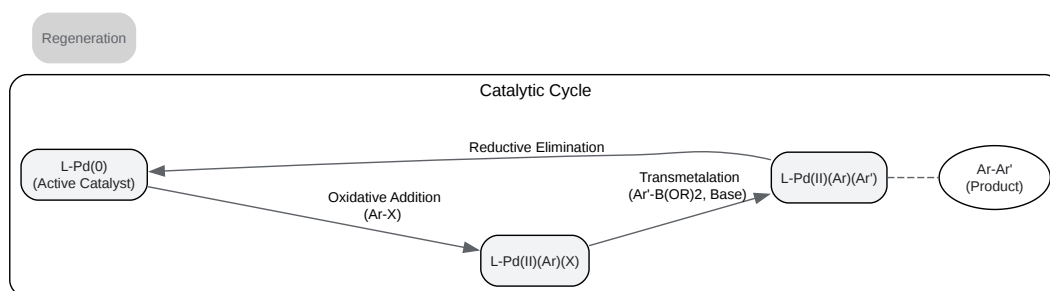 Regeneration
Catalytic Cycle
Reductive Elimination
L-Pd(0)
(Active Catalyst)
Oxidative Addition
(Ar-X)
Transmetalation
(Ar'-B(OR)2, Base)
L-Pd(II)(Ar)(Ar')
Ar-Ar'
(Product)
L-Pd(II)(Ar)(X)